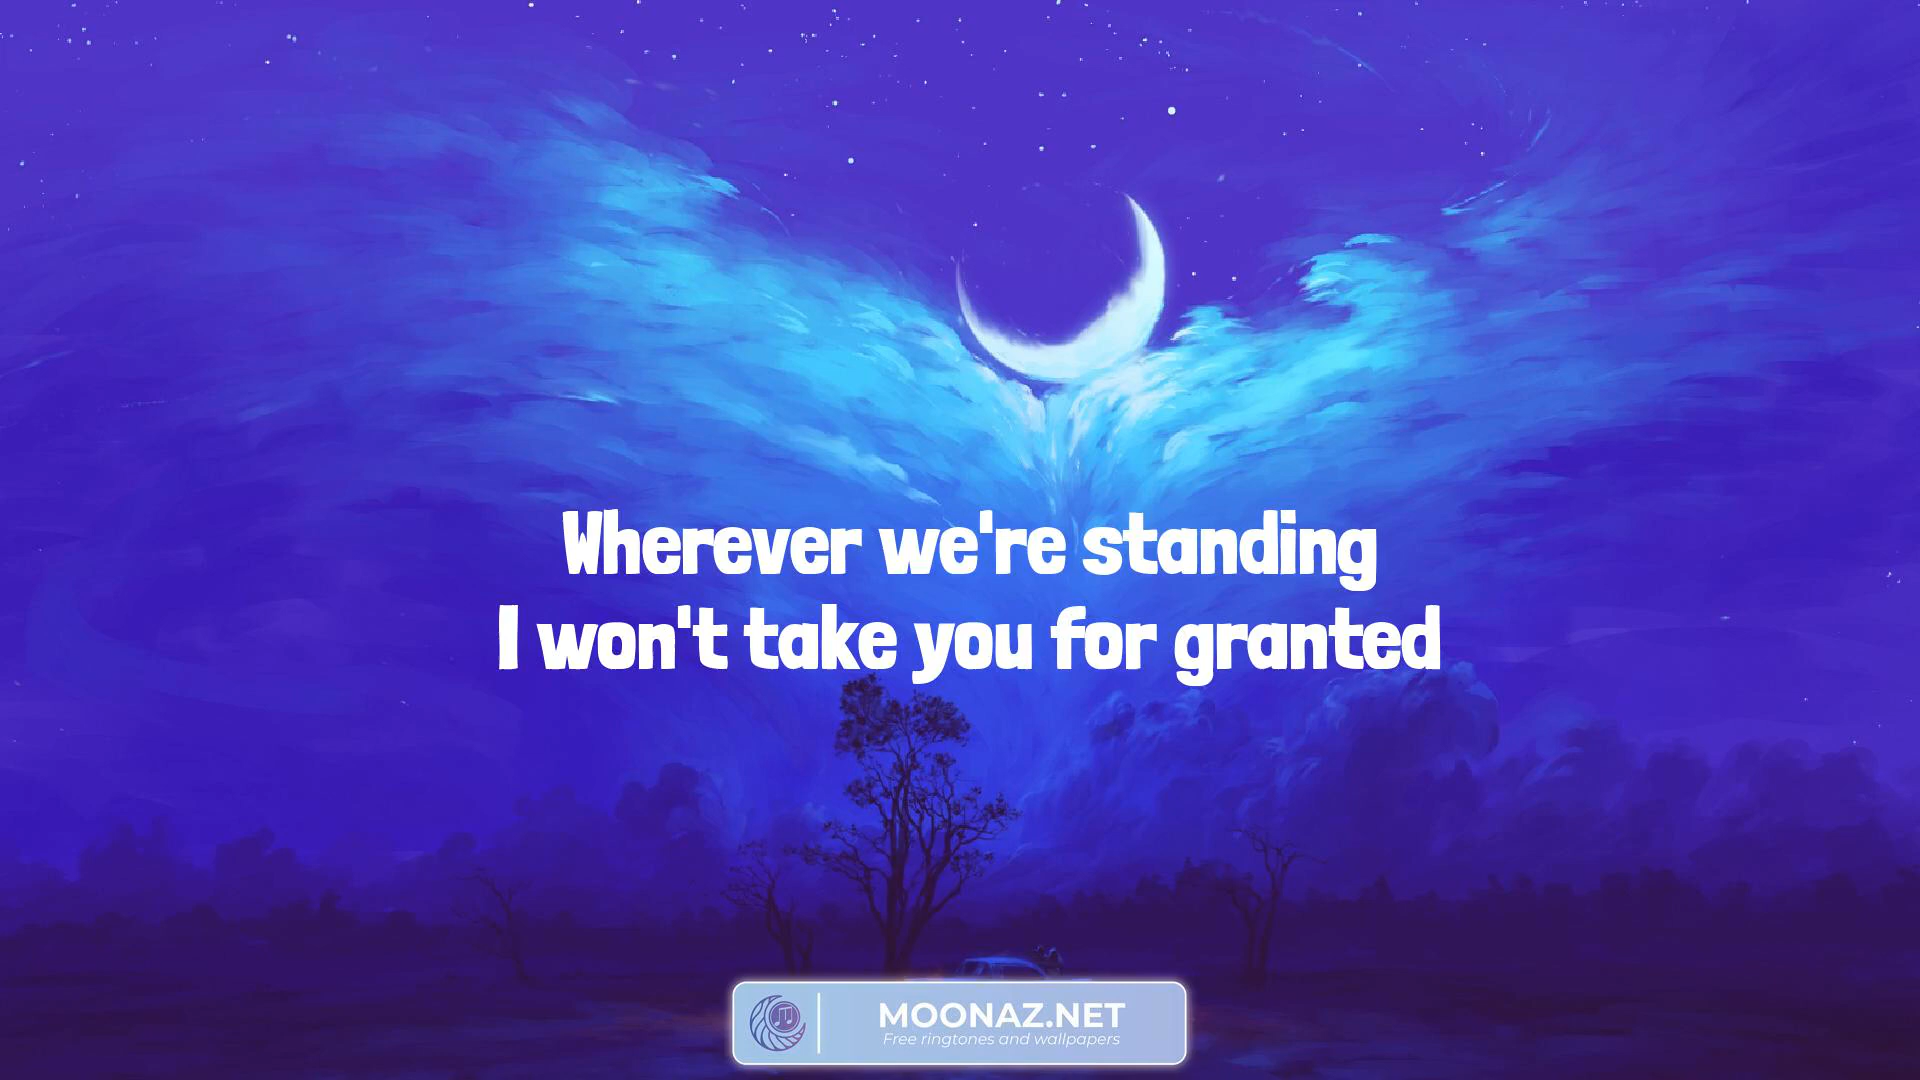 Wherever we're standing
I won't take you for granted
MOONAZ.NET
Free ringtones and wallpapers